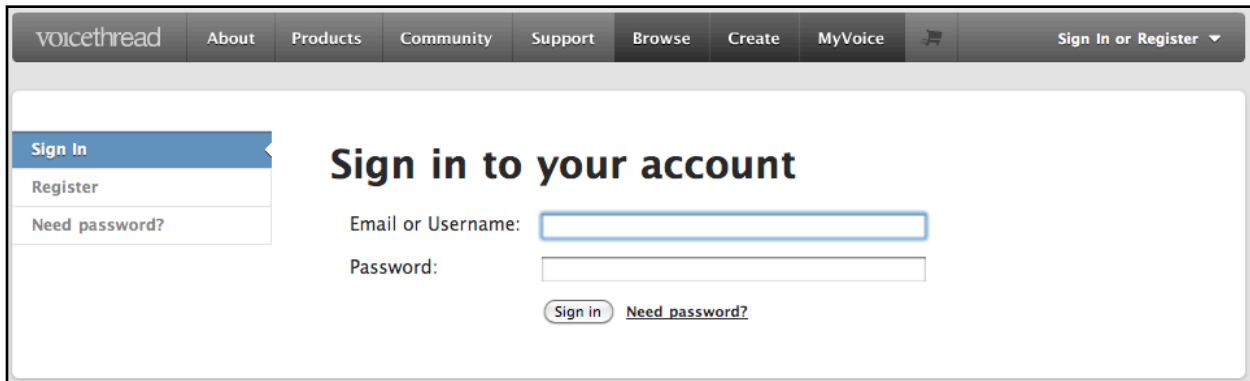 voicethread About Products Community Support Browse Create MyVoice Sign In or Register
Sign In
Register
Need password?
Sign in to your account
Email or Username:
Password:
Sign in Need password?